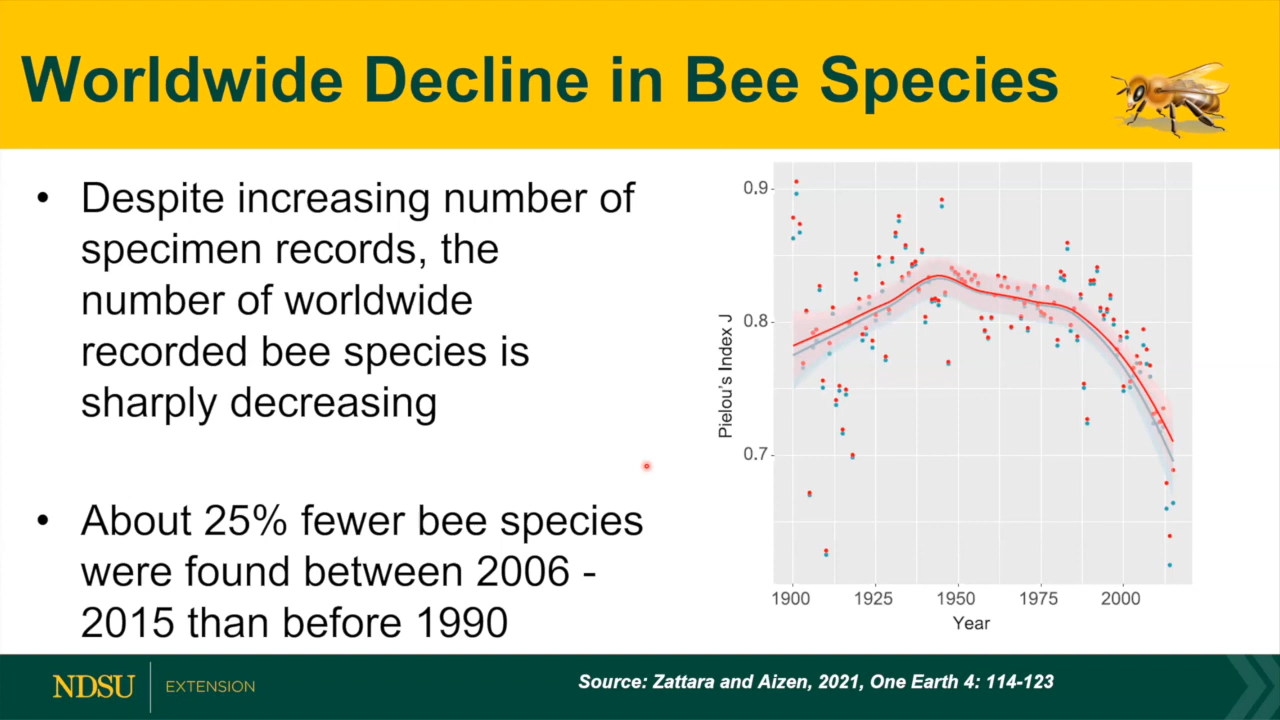 Worldwide Decline in Bee Species
• Despite increasing number of
specimen records, the
number of worldwide
recorded bee species is
sharply decreasing
• About 25% fewer bee species
were found between 2006 -
2015 than before 1990
0.9
0.8
0.7
Pielou's Index J
1900 1925 1950 1975 2000
Year
NDSU EXTENSION
Source: Zattara and Aizen, 2021, One Earth 4: 114-123